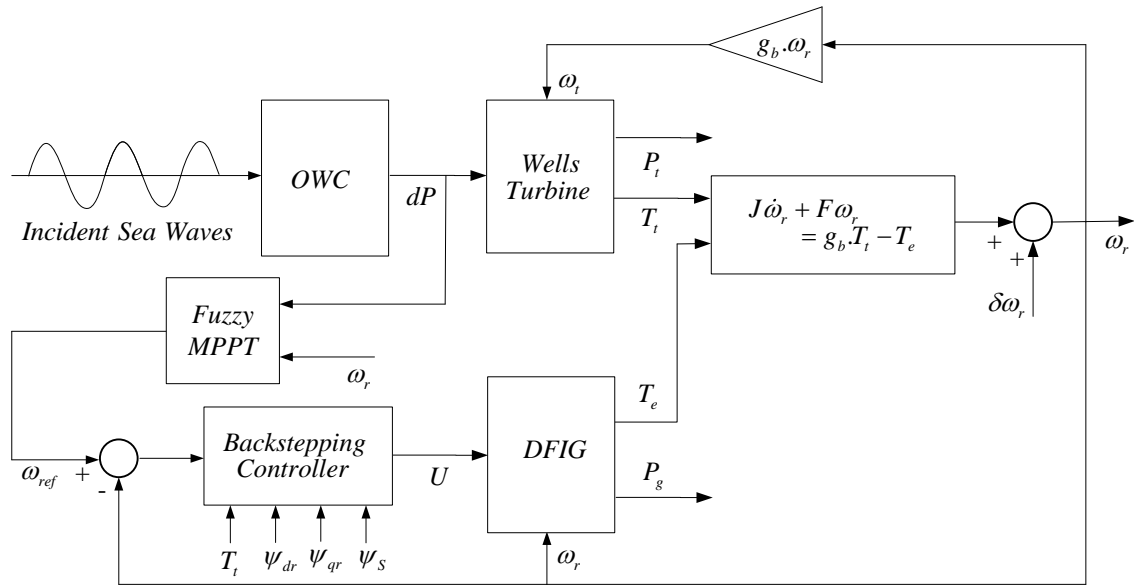 g_b.ω_r
ω_t
OWC
dP
Wells
Turbine
P_t
T_t
Incident Sea Waves
Jω̇_r + Fω_r
= g_b.T_t − T_e
+
+
ω_r
δω_r
Fuzzy
MPPT
ω_r
T_e
Backstepping
Controller
U
DFIG
P_g
ω_ref
+
-
T_t
ψ_dr
ψ_qr
ψ_S
ω_r